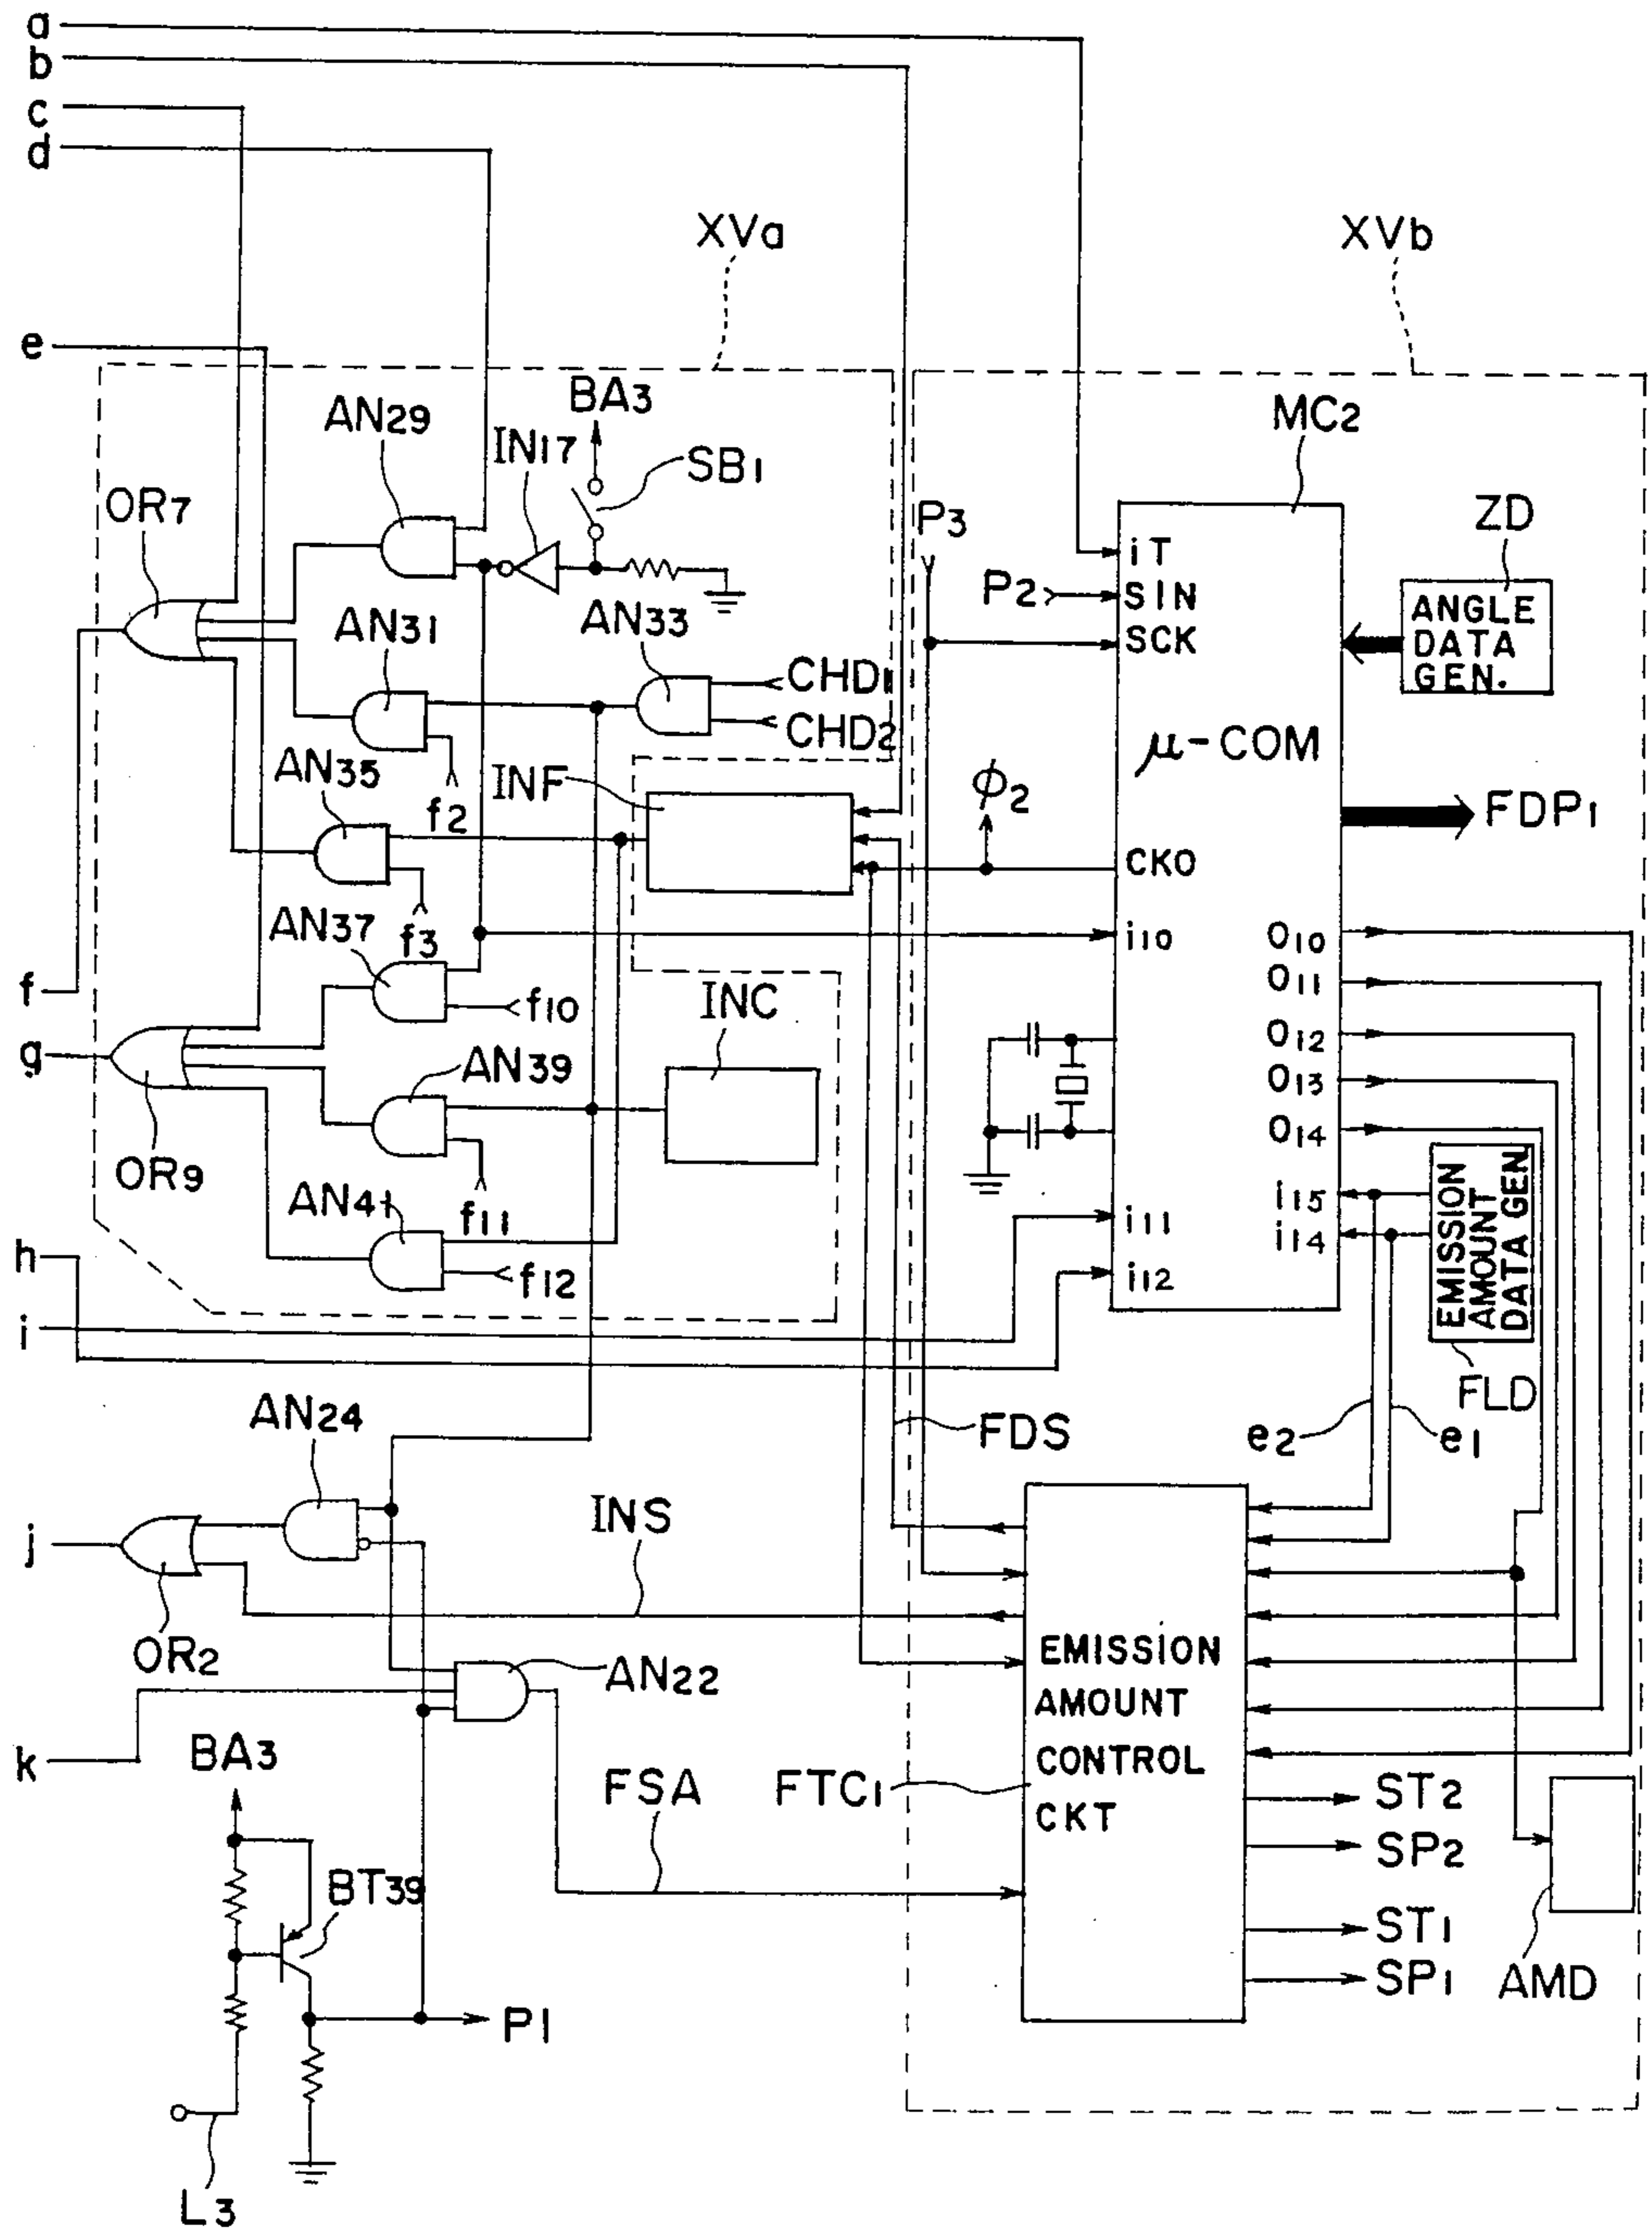 a
b
c
d
XVa
XVb
e
BA3
AN29
IN17
SB1
MC2
OR7
P3
ZD
iT
P2
SIN
SCK
ANGLE
DATA
GEN.
AN31
AN33
CHD1
CHD2
μ-COM
AN35
INF
f2
φ2
FDP1
CKO
AN37
f3
i10
O10
f
f10
INC
O11
g
O12
AN39
O13
O14
OR9
i15
EMISSION
AMOUNT
DATA GEN
AN41
f11
i11
i14
h
f12
i12
i
FLD
AN24
FDS
e2
e1
INS
j
OR2
AN22
EMISSION
AMOUNT
CONTROL
CKT
k
BA3
FSA
FTC1
ST2
SP2
BT39
ST1
SP1
AMD
P1
L3